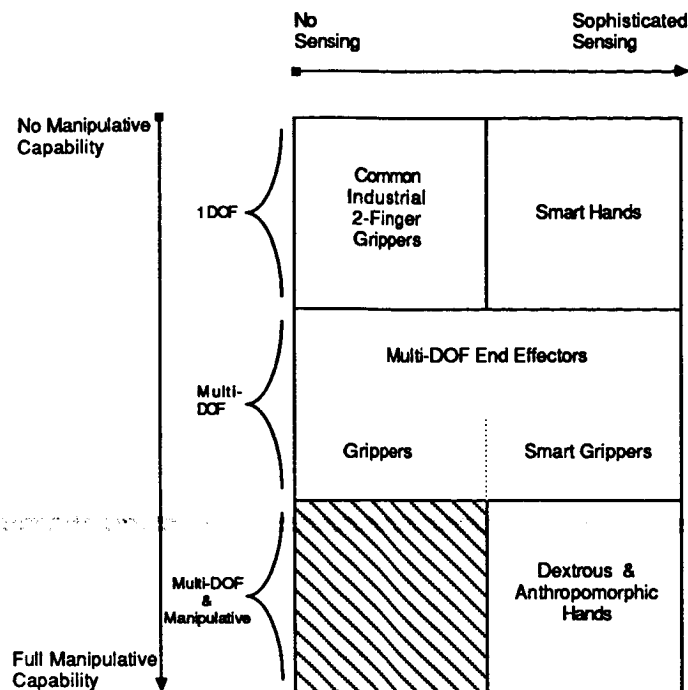 No
Sensing
Sophisticated
Sensing
No Manipulative
Capability
1 DOF
Common
Industrial
2-Finger
Grippers
Smart Hands
Multi-
DOF
Multi-DOF End Effectors
Grippers
Smart Grippers
Multi-DOF
&
Manipulative
Dextrous &
Anthropomorphic
Hands
Full Manipulative
Capability